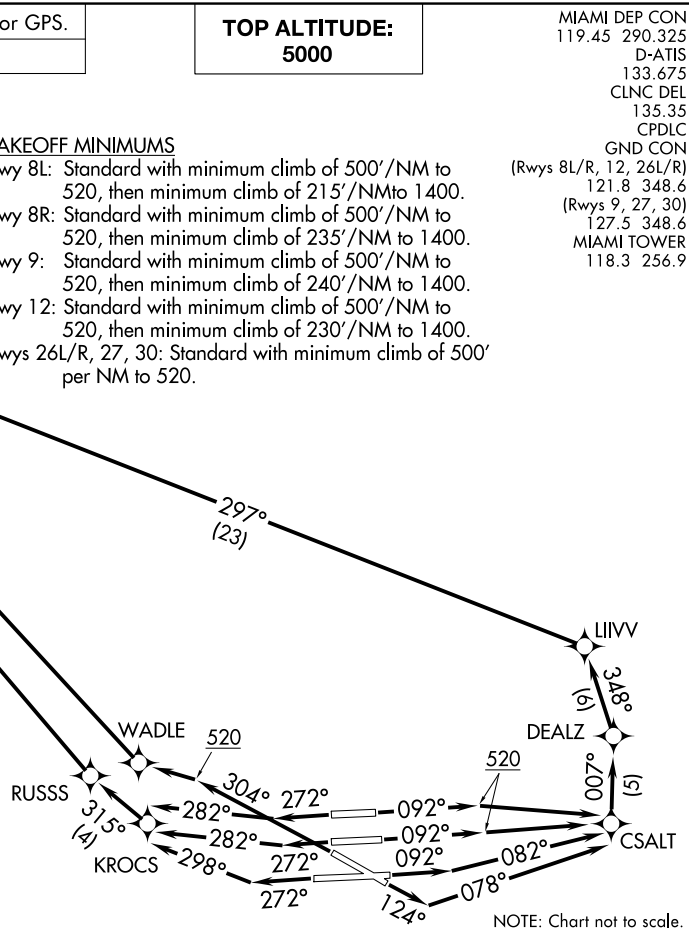 or GPS.
TOP ALTITUDE:
5000
MIAMI DEP CON
119.45 290.325
D-ATIS
133.675
CLNC DEL
135.35
CPDLC
GND CON
(Rwys 8L/R, 12, 26L/R)
121.8 348.6
(Rwys 9, 27, 30)
127.5 348.6
MIAMI TOWER
118.3 256.9
AKEOFF MINIMUMS
wy 8L: Standard with minimum climb of 500'/NM to
520, then minimum climb of 215'/NMto 1400.
wy 8R: Standard with minimum climb of 500'/NM to
520, then minimum climb of 235'/NM to 1400.
wy 9: Standard with minimum climb of 500'/NM to
520, then minimum climb of 240'/NM to 1400.
wy 12: Standard with minimum climb of 500'/NM to
520, then minimum climb of 230'/NM to 1400.
wys 26L/R, 27, 30: Standard with minimum climb of 500'
per NM to 520.
297°
(23)
LIIVV
348°
(6)
DEALZ
007°
(5)
WADLE
520
520
RUSSS
304°
272°
092°
282°
315°
(4)
282°
092°
CSALT
KROCS
298°
272°
092°
082°
272°
124°
078°
NOTE: Chart not to scale.